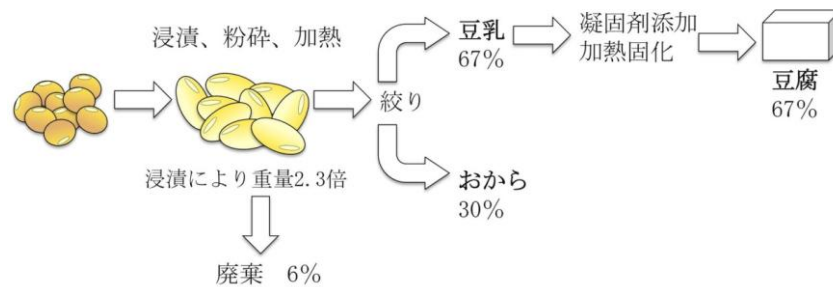 浸漬、粉砕、加熱
浸漬により重量2.3倍
廃棄　6%
絞り
豆乳
67%
おから
30%
凝固剤添加
加熱固化
豆腐
67%